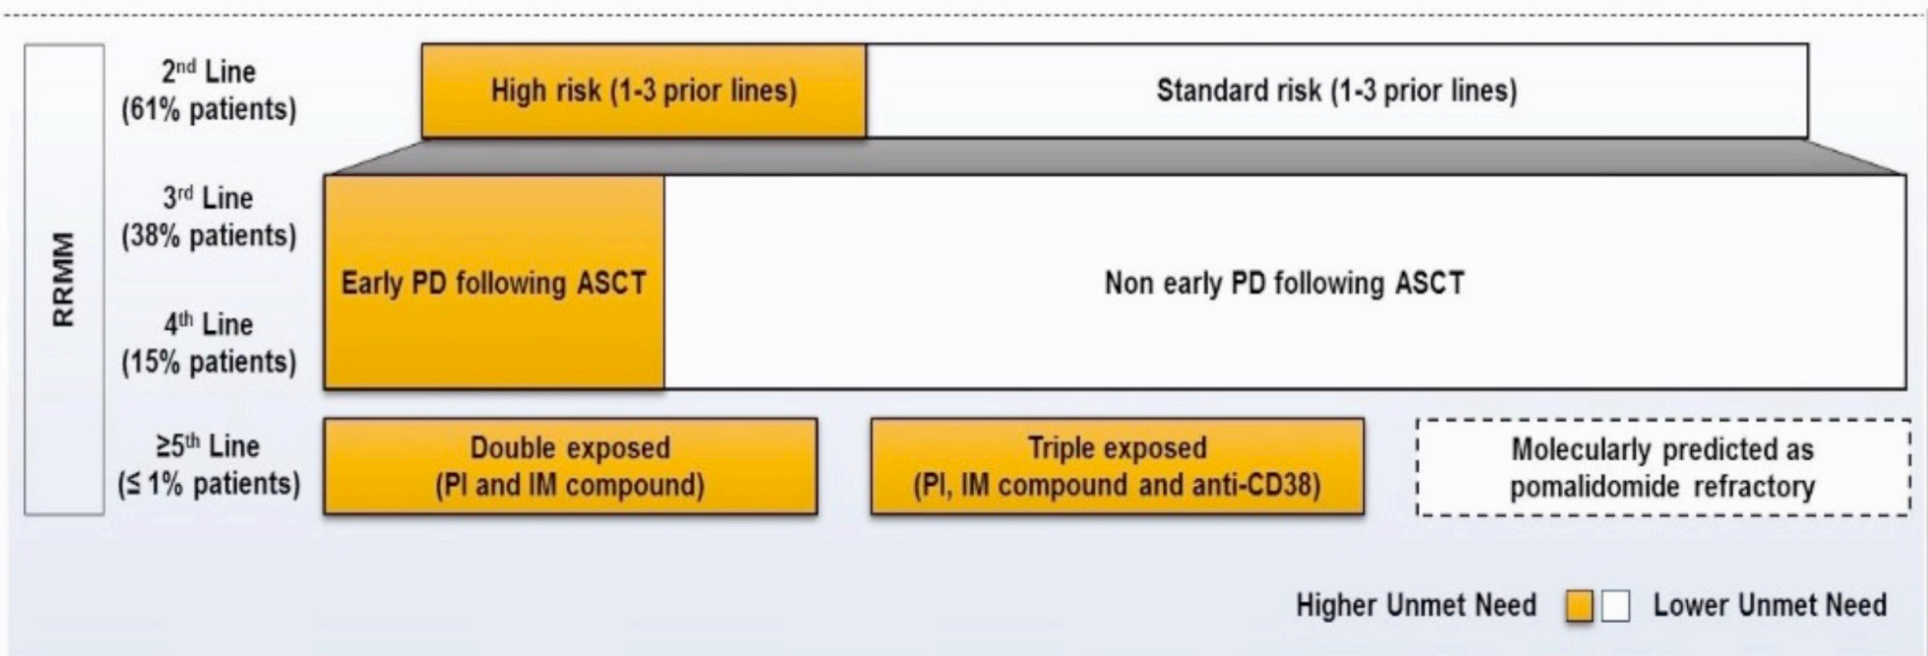 RRMM
2nd Line
(61% patients)
High risk (1-3 prior lines)
Standard risk (1-3 prior lines)
3rd Line
(38% patients)
Early PD following ASCT
Non early PD following ASCT
4th Line
(15% patients)
≥5th Line
(≤ 1% patients)
Double exposed
(PI and IM compound)
Triple exposed
(PI, IM compound and anti-CD38)
Molecularly predicted as
pomalidomide refractory
Higher Unmet Need
Lower Unmet Need